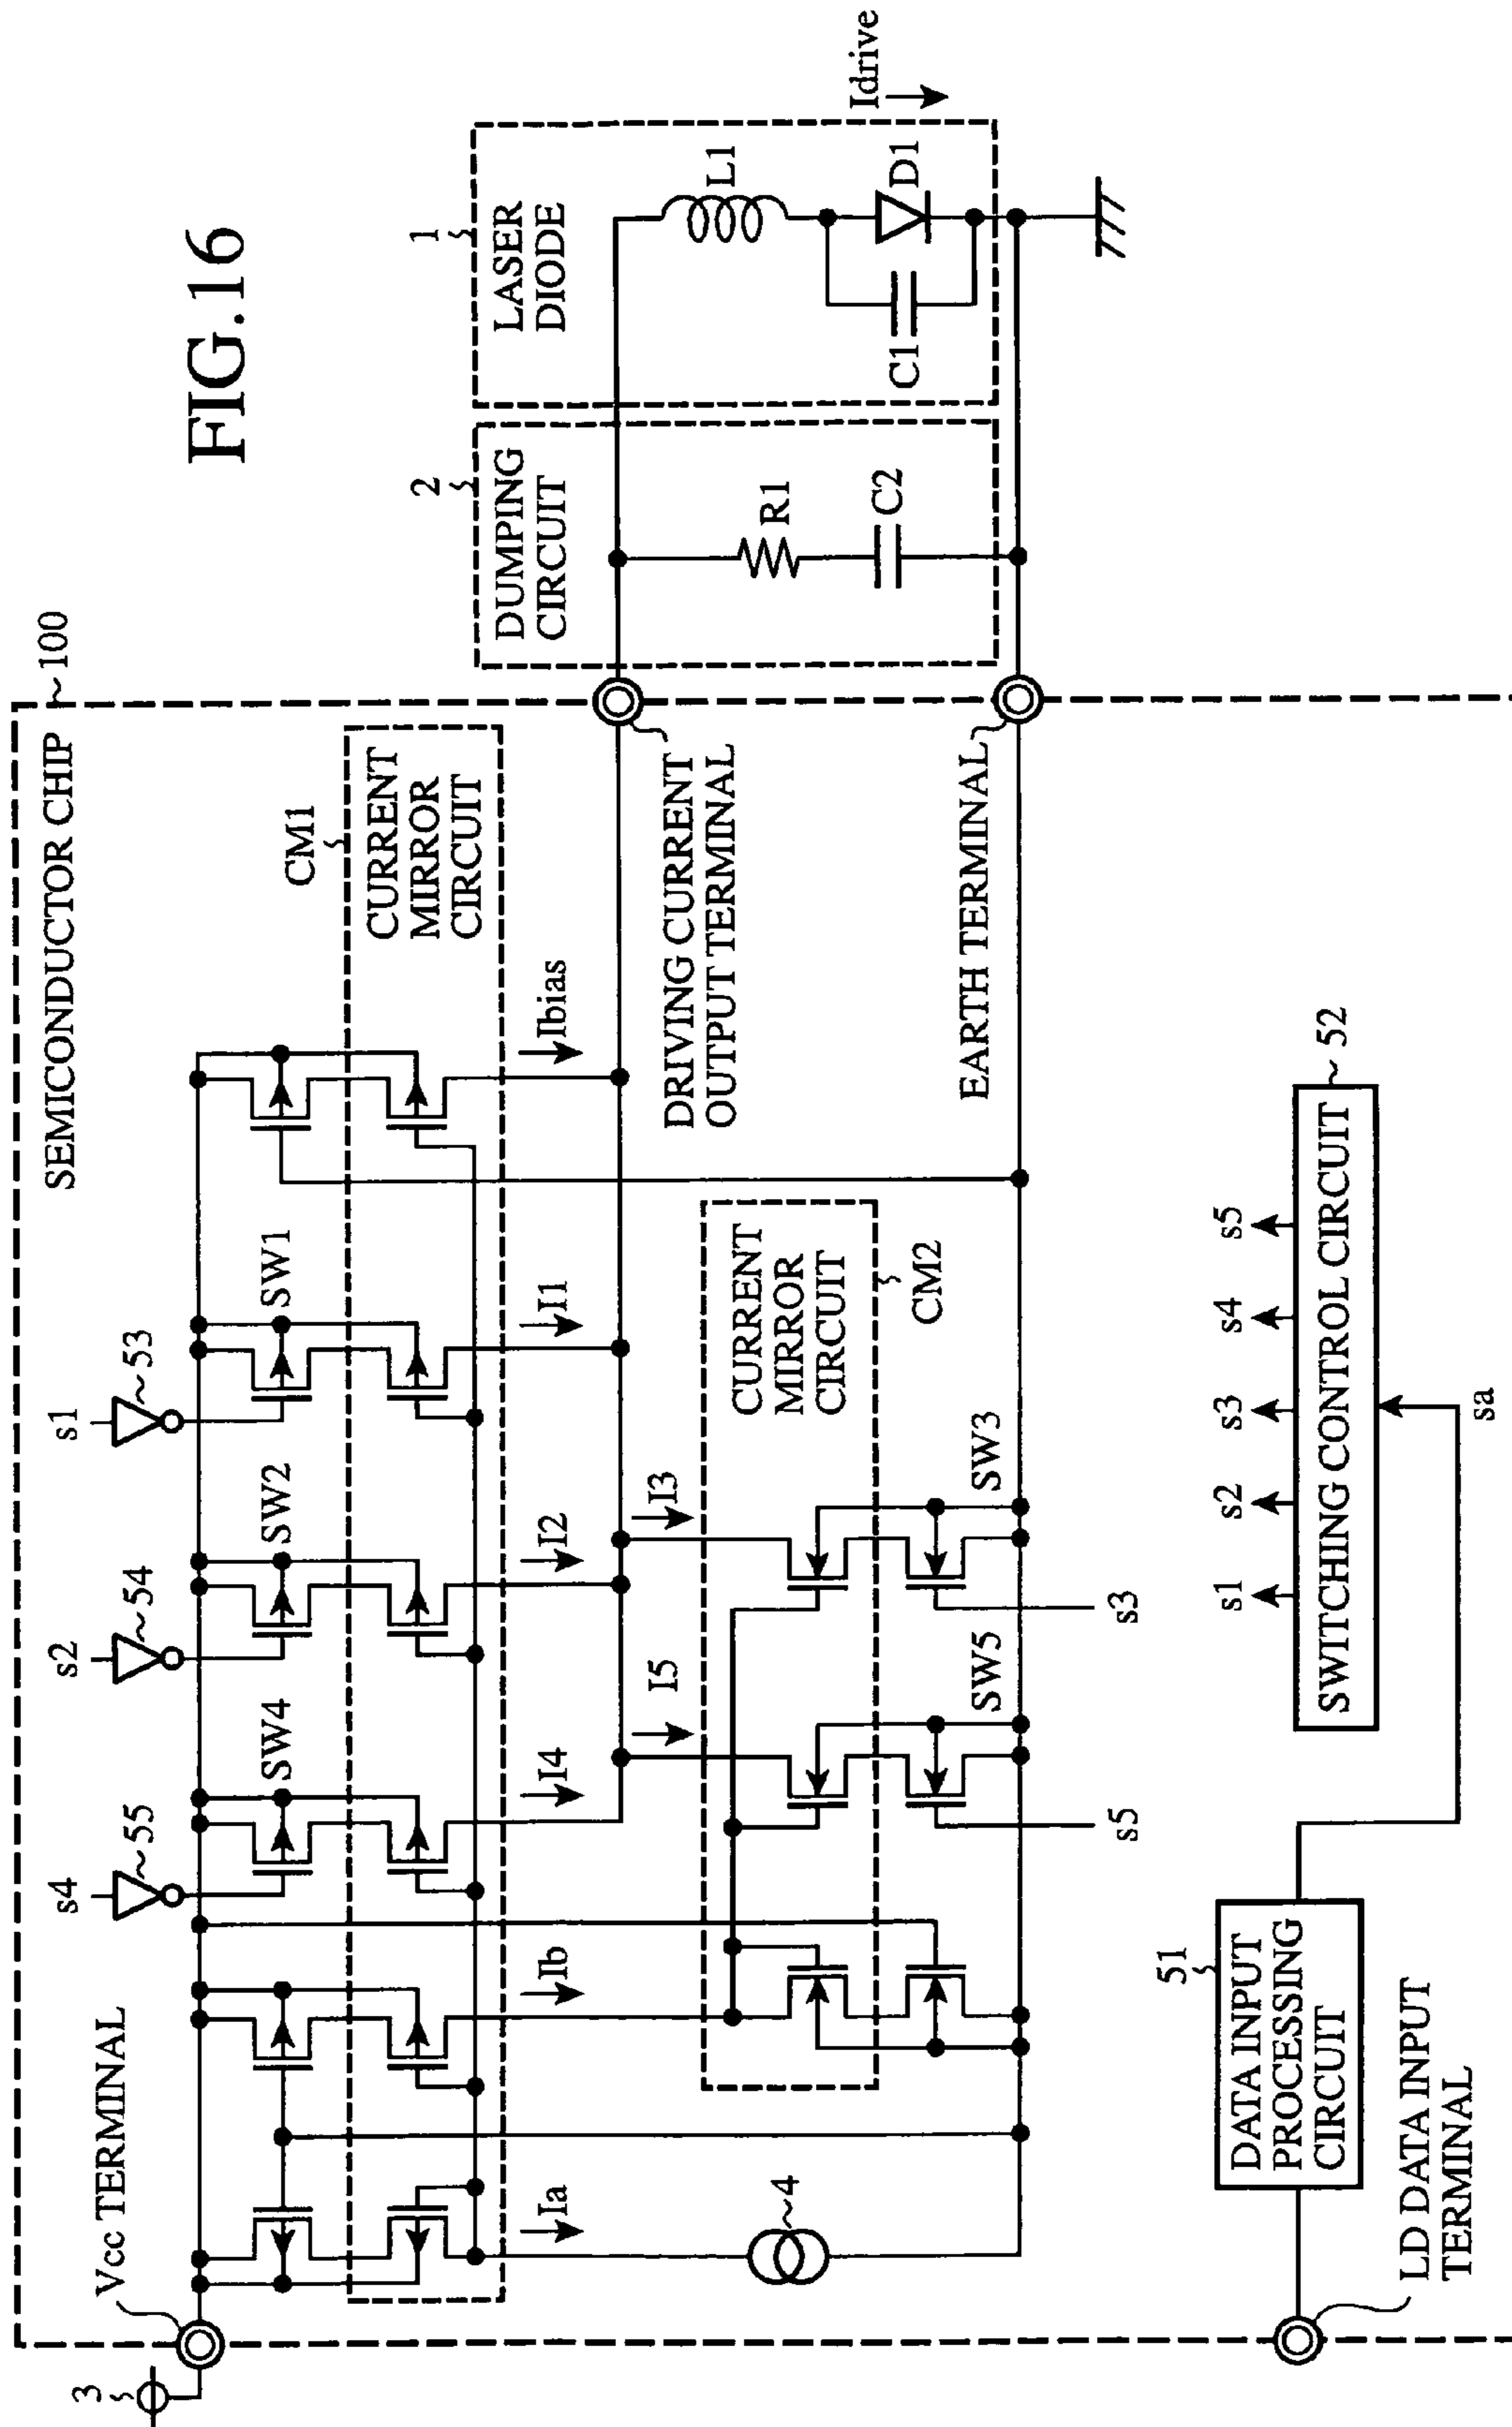 FIG.16
SEMICONDUCTOR CHIP
100
3
Vcc TERMINAL
s4
55
s2
54
s1
53
SW4
SW2
SW1
CM1
CURRENT
MIRROR
CIRCUIT
Ia
Ib
I4
I2
I1
Ibias
I5
I3
DRIVING CURRENT
OUTPUT TERMINAL
CURRENT
MIRROR
CIRCUIT
CM2
4
SW5
SW3
s5
s3
EARTH TERMINAL
2
DUMPING
CIRCUIT
R1
C2
1
LASER
DIODE
L1
C1
D1
Idrive
51
DATA INPUT
PROCESSING
CIRCUIT
LD DATA INPUT
TERMINAL
s1
s2
s3
s4
s5
SWITCHING CONTROL CIRCUIT
52
sa